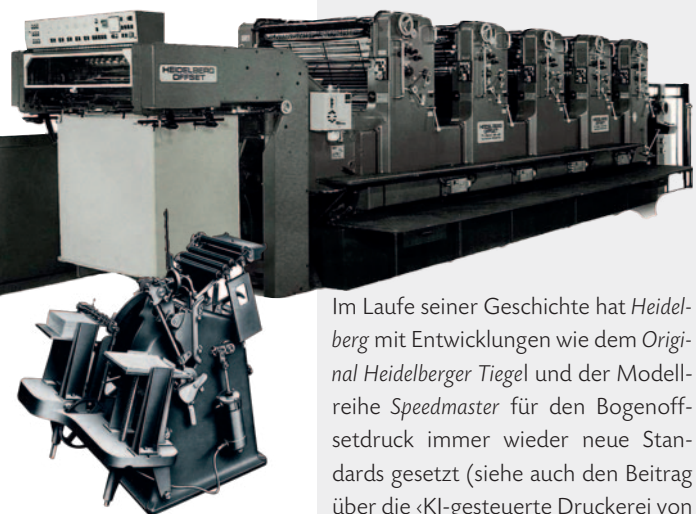 HEIDELBERG
OFFSET
Im Laufe seiner Geschichte hat Heidel-
berg mit Entwicklungen wie dem Origi-
nal Heidelberger Tiegel und der Modell-
reihe Speedmaster für den Bogenoff-
setdruck immer wieder neue Stan-
dards gesetzt (siehe auch den Beitrag
über die ‹KI-gesteuerte Druckerei von